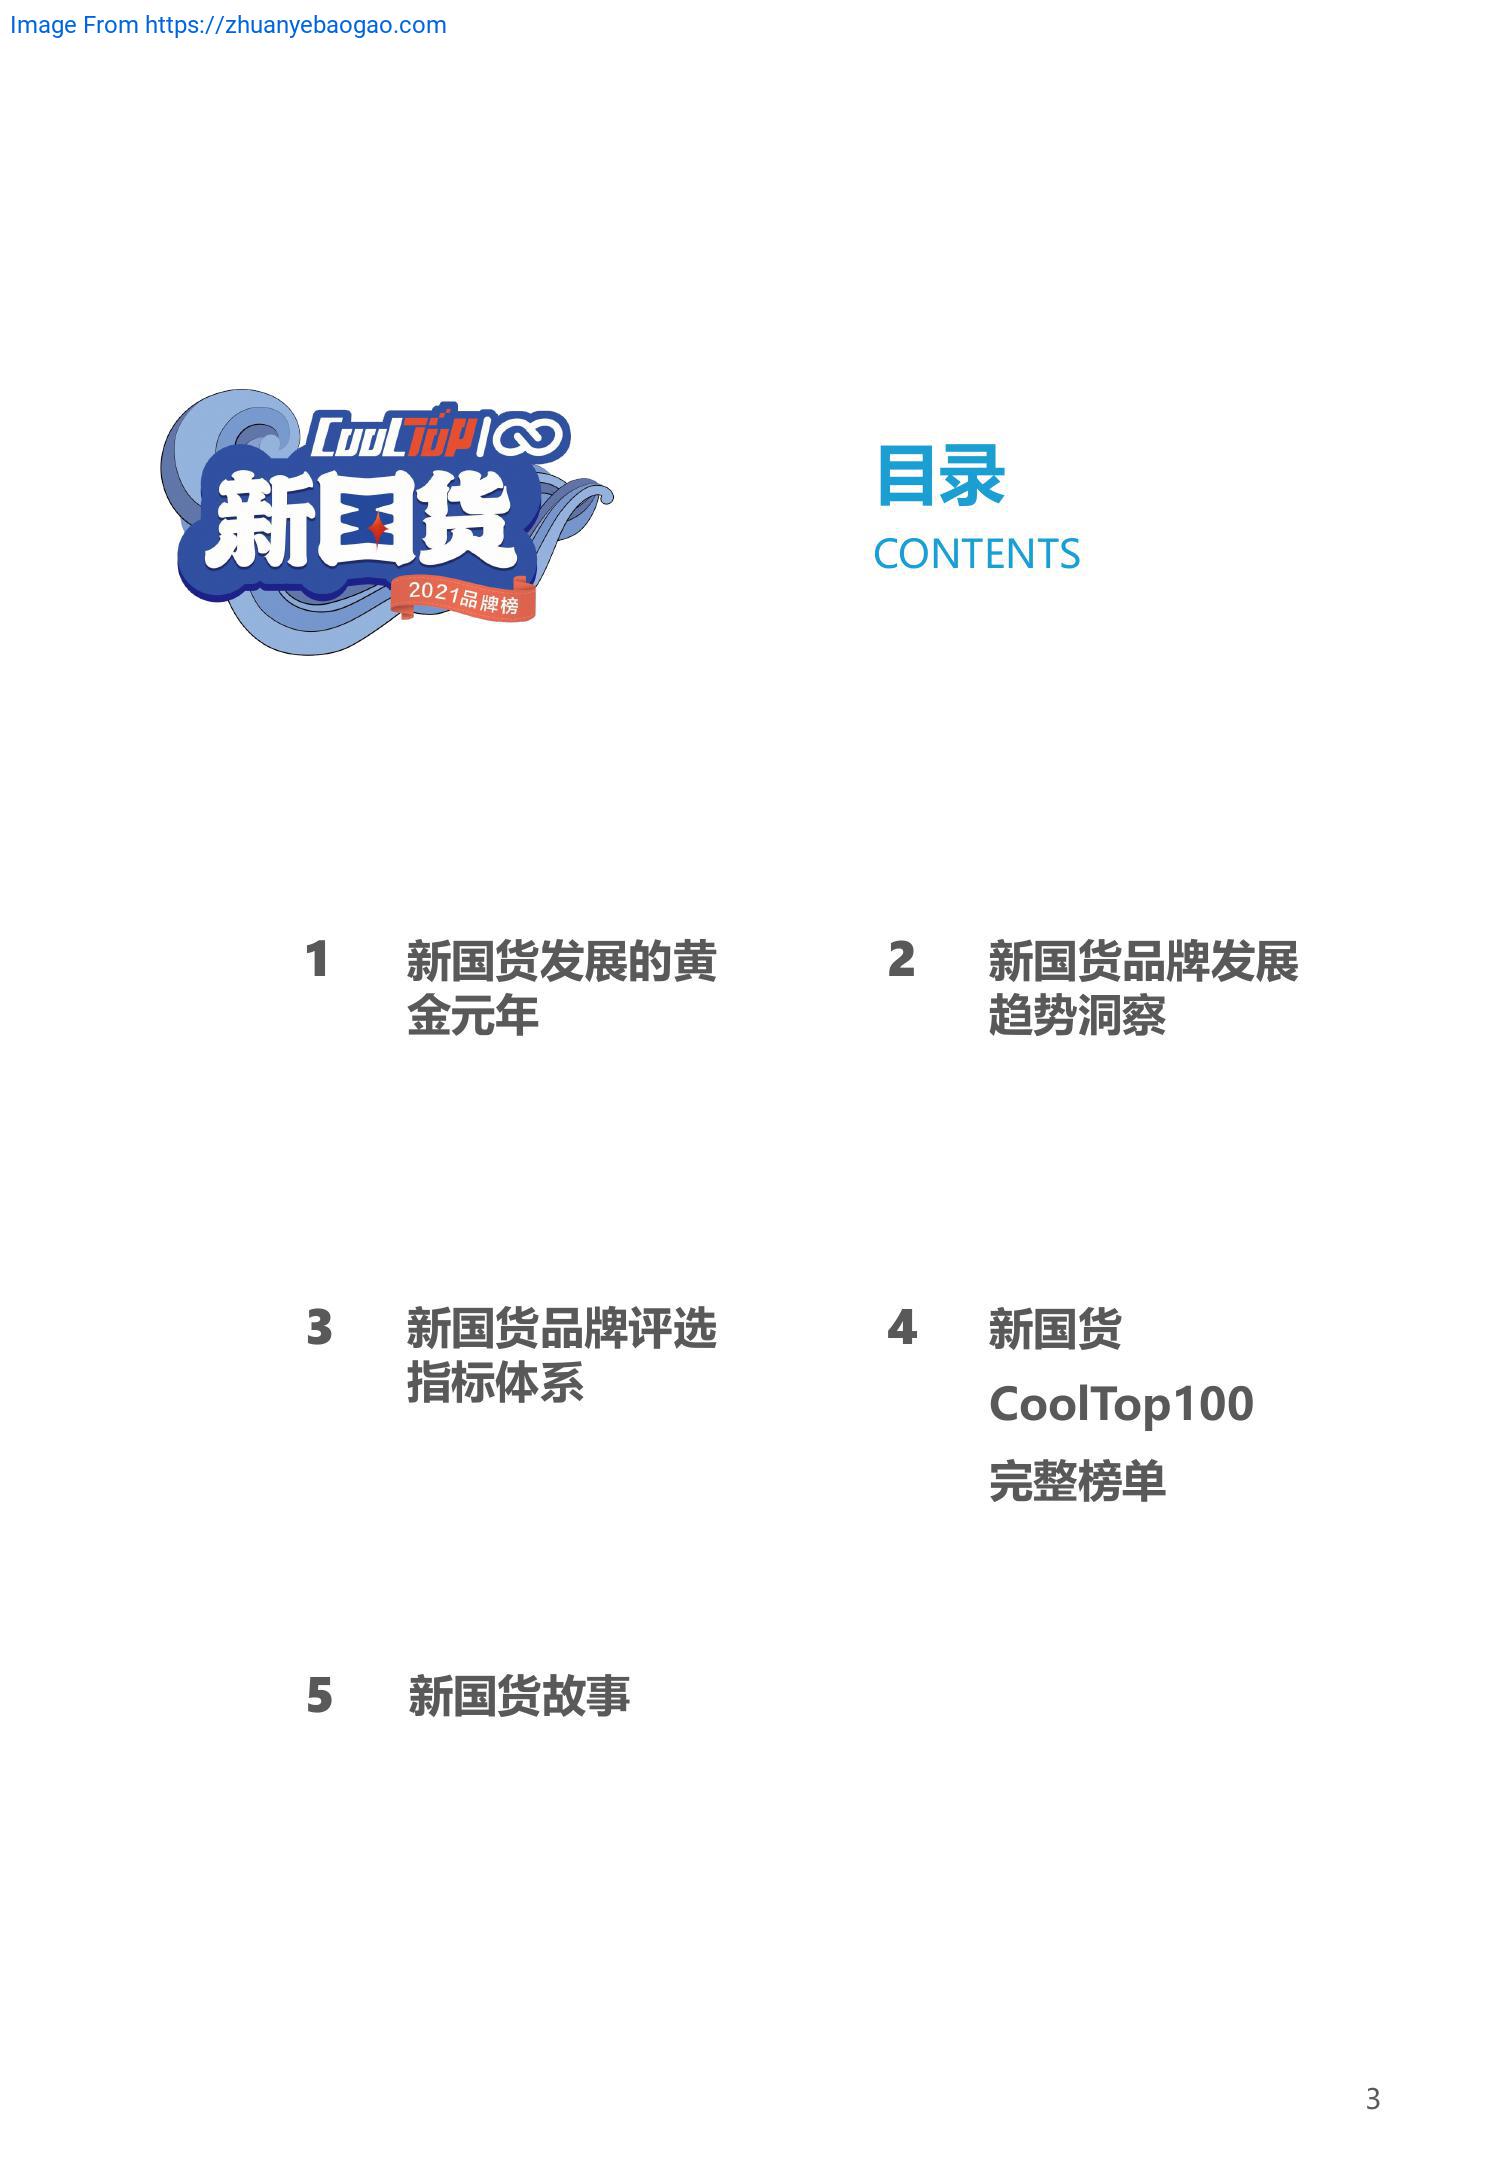 Image From https://zhuanyebaogao.com
CoolTop100
新国货
2021品牌榜
目录
CONTENTS
1
新国货发展的黄
金元年
2
新国货品牌发展
趋势洞察
3
新国货品牌评选
指标体系
4
新国货
CoolTop100
完整榜单
5
新国货故事
3